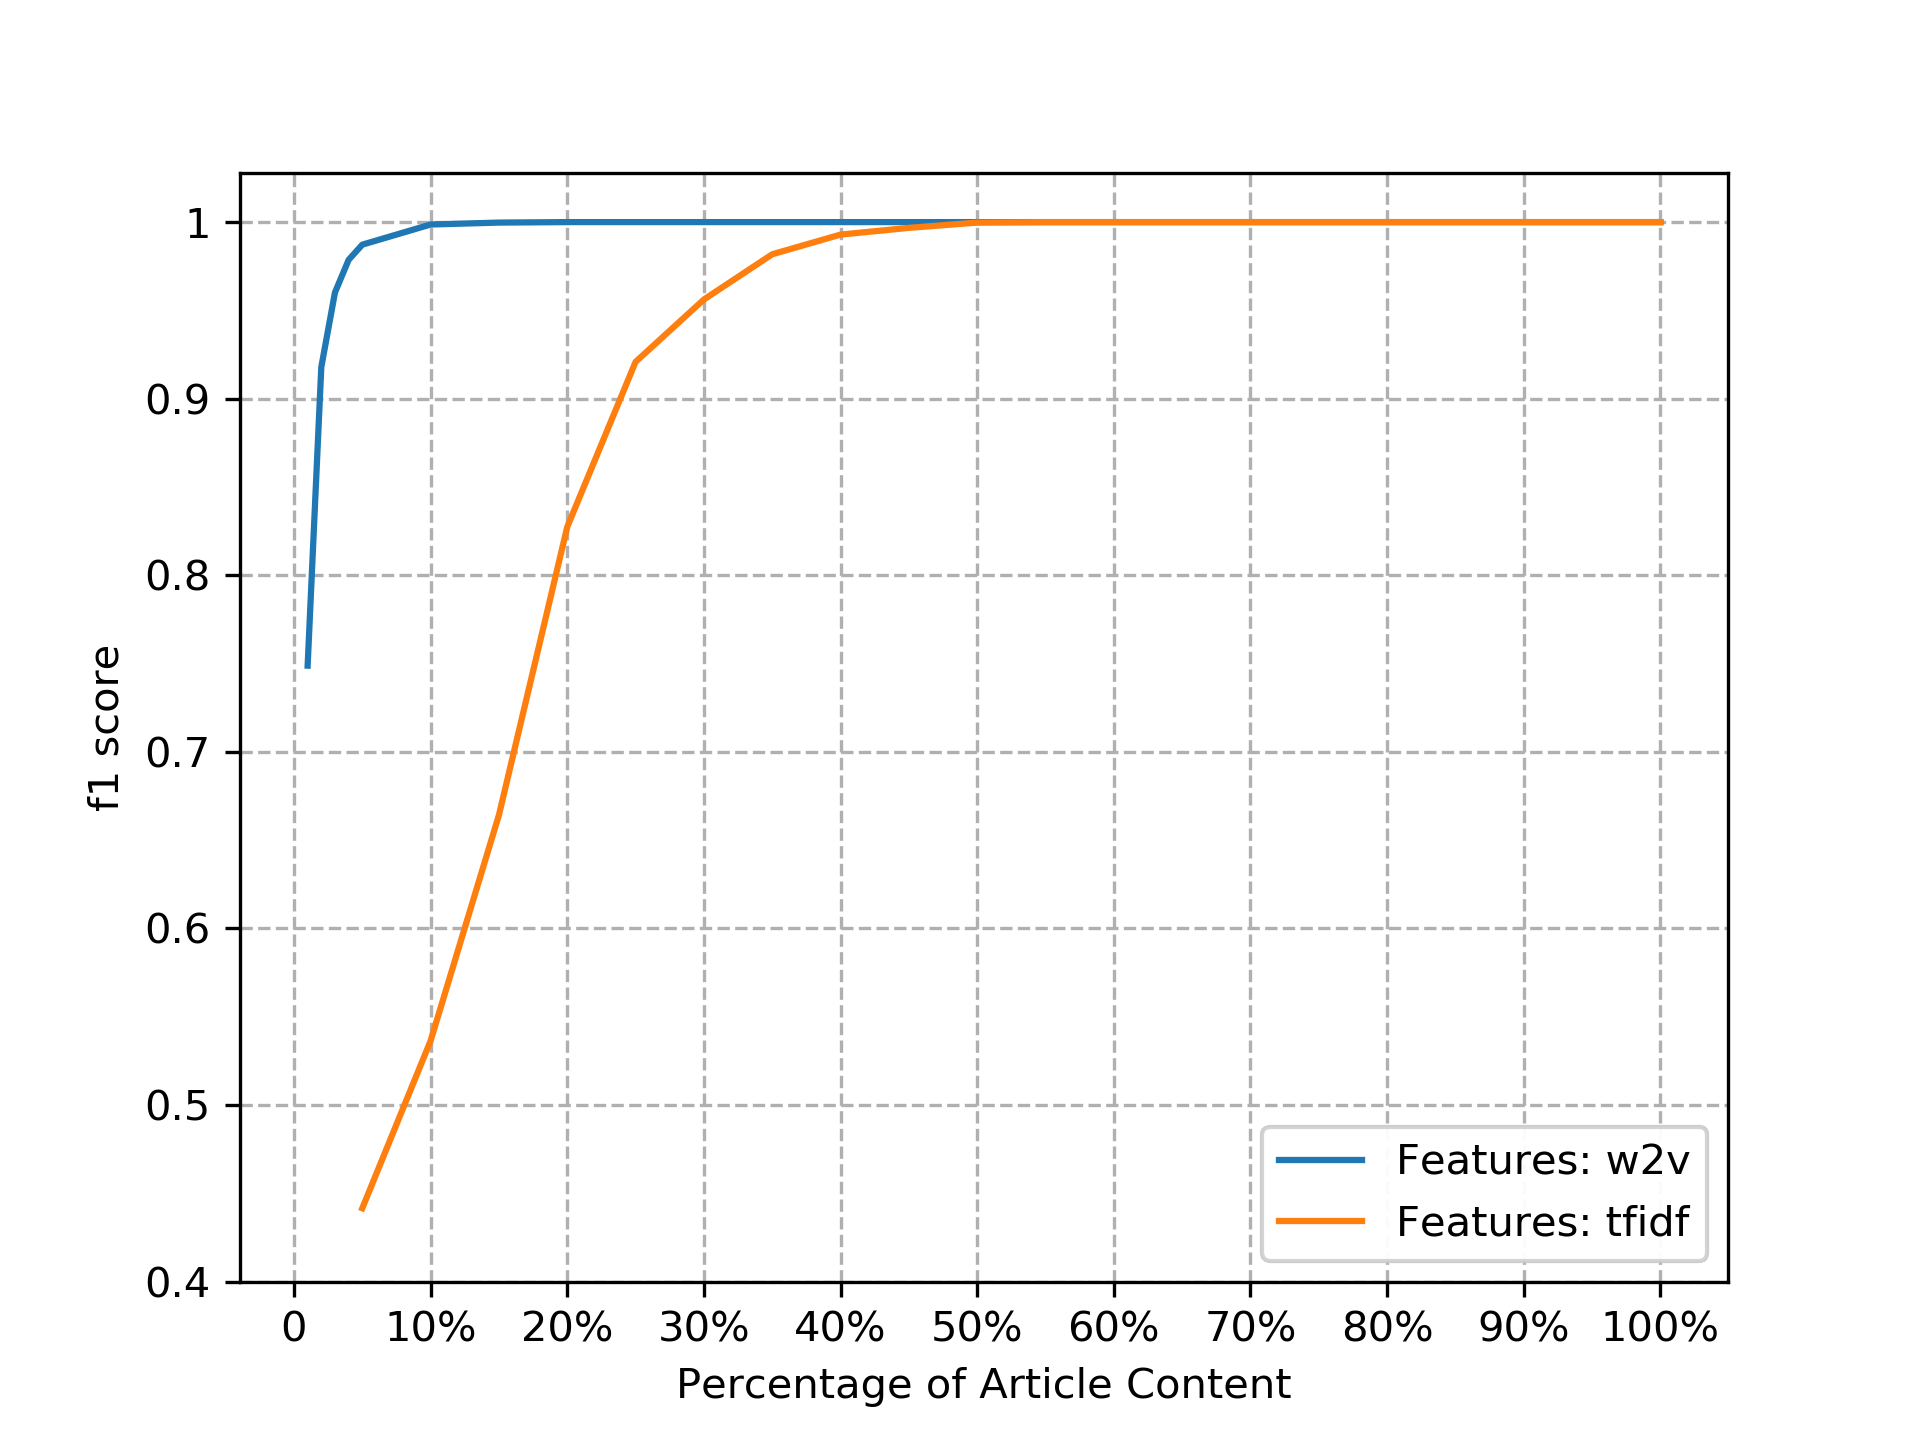 1
0.9
0.8
0.7
0.6
0.5
0.4
f1 score
Features: w2v
Features: tfidf
0 10% 20% 30% 40% 50% 60% 70% 80% 90% 100%
Percentage of Article Content